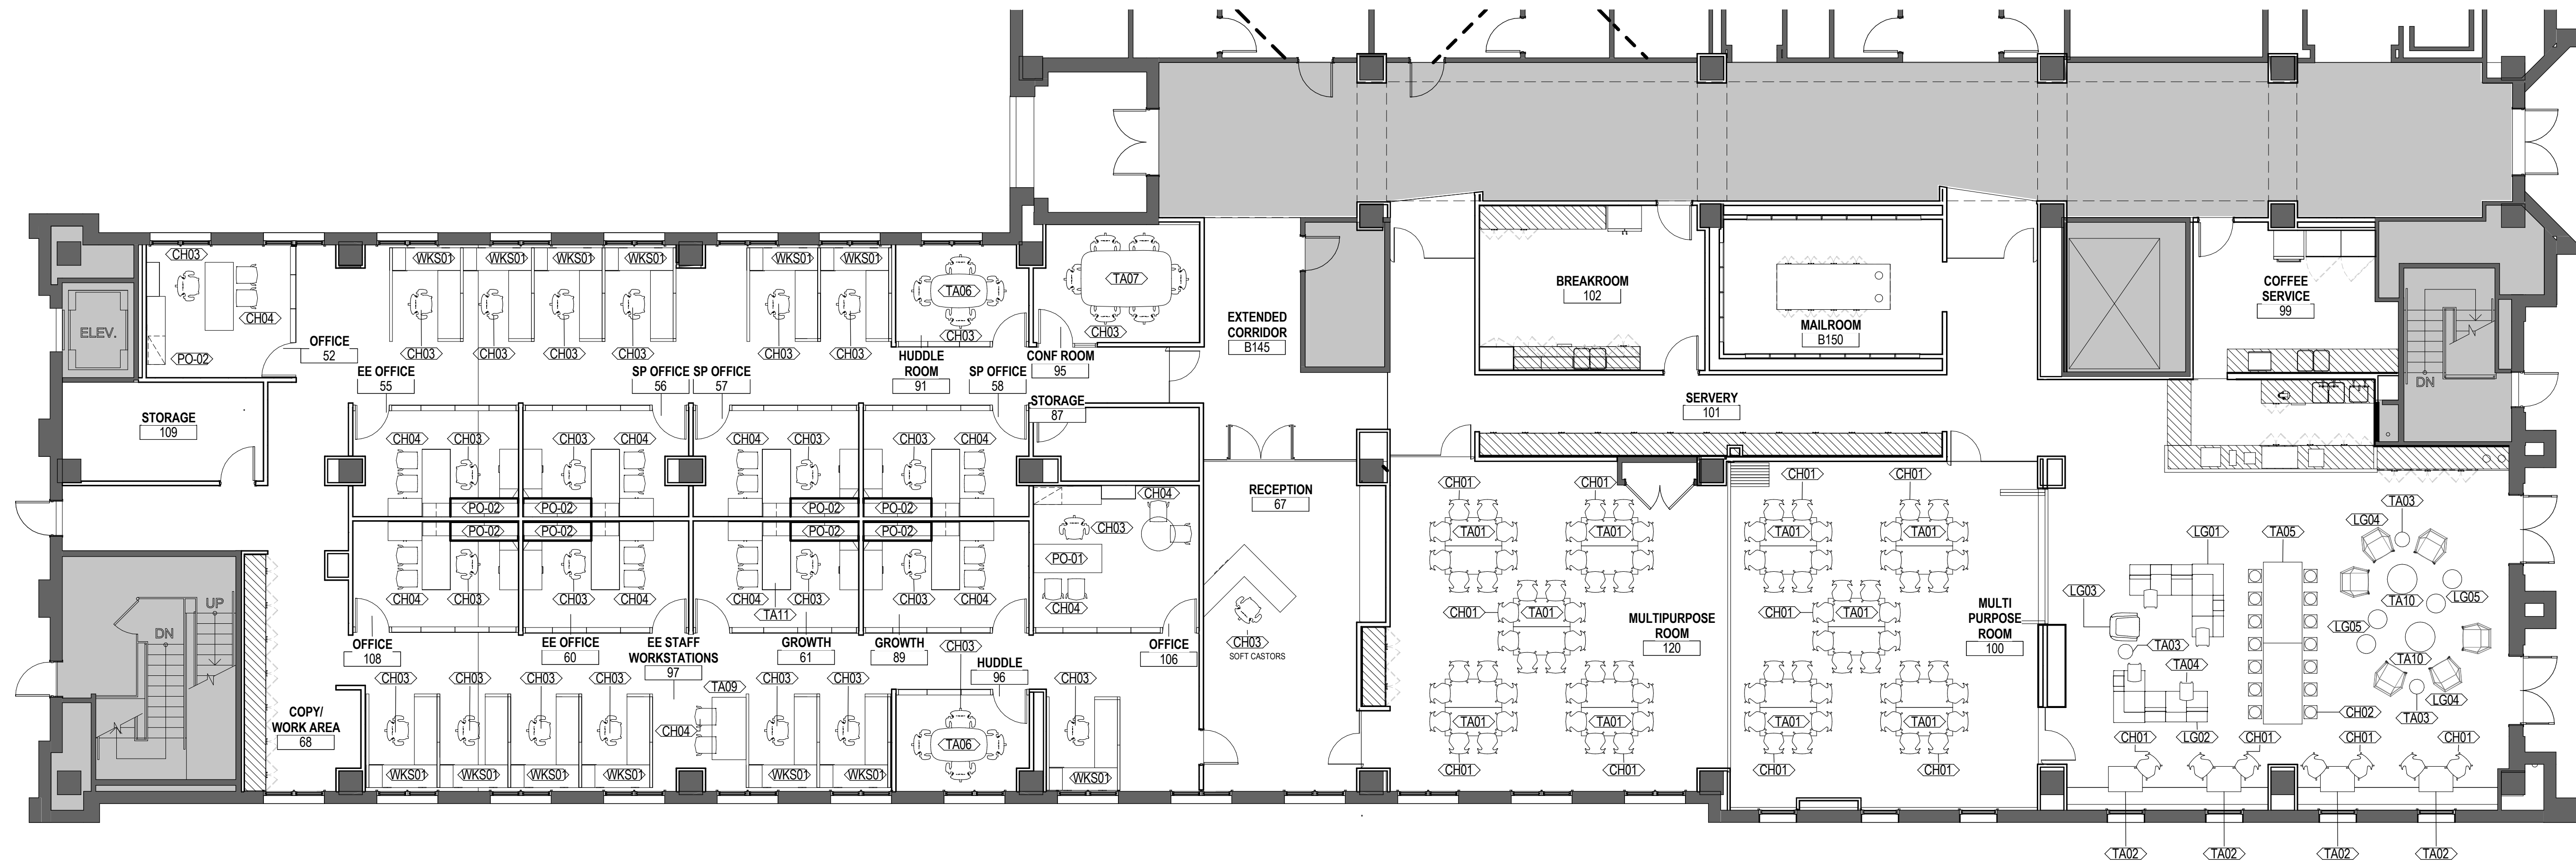 CH03
CH04
PO-02
ELEV.
OFFICE
52
WKS01
WKS01
WKS01
WKS01
WKS01
WKS01
CH03
CH03
CH03
CH03
CH03
CH03
TA06
CH03
HUDDLE
ROOM
91
TA07
CH03
CONF ROOM
95
EXTENDED
CORRIDOR
B145
BREAKROOM
102
MAILROOM
B150
COFFEE
SERVICE
99
DN
STORAGE
109
EE OFFICE
55
SP OFFICE
56
SP OFFICE
57
SP OFFICE
58
STORAGE
87
SERVERY
101
CH04
CH03
CH03
CH04
CH04
CH03
CH03
CH04
PO-02
PO-02
PO-02
PO-02
PO-02
PO-02
PO-02
PO-02
CH04
CH03
CH03
CH04
CH04
CH03
CH03
CH04
TA11
CH04
CH03
PO-01
CH04
RECEPTION
67
CH03
SOFT CASTORS
UP
DN
OFFICE
108
EE OFFICE
60
EE STAFF
WORKSTATIONS
97
GROWTH
61
GROWTH
89
CH03
HUDDLE
96
OFFICE
106
COPY/
WORK AREA
68
CH03
CH03
CH03
CH03
TA09
CH04
CH03
CH03
CH03
TA06
WKS01
WKS01
WKS01
WKS01
WKS01
WKS01
WKS01
CH01
CH01
TA01
TA01
CH01
TA01
TA01
TA01
CH01
CH01
MULTIPURPOSE
ROOM
120
CH01
CH01
TA01
TA01
CH01
TA01
TA01
TA01
CH01
CH01
MULTI
PURPOSE
ROOM
100
TA03
LG04
LG01
TA05
LG03
TA10
LG05
LG05
TA03
TA10
TA04
LG04
TA03
CH02
LG02
CH01
CH01
CH01
CH01
TA02
TA02
TA02
TA02